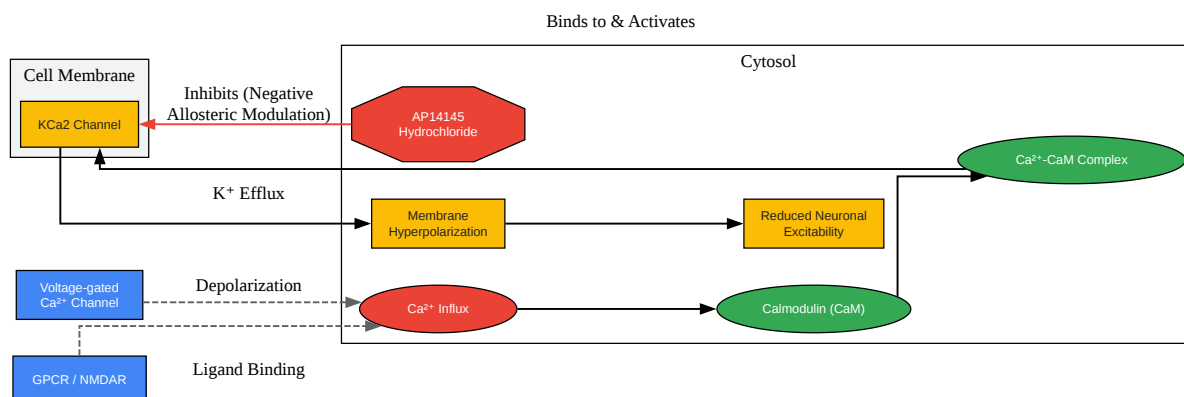 Binds to & Activates
Cytosol
Cell Membrane
KCa2 Channel
Inhibits (Negative
Allosteric Modulation)
AP14145
Hydrochloride
Ca²⁺-CaM Complex
K⁺ Efflux
Membrane
Hyperpolarization
Reduced Neuronal
Excitability
Voltage-gated
Ca²⁺ Channel
Depolarization
Ca²⁺ Influx
Calmodulin (CaM)
GPCR / NMDAR
Ligand Binding